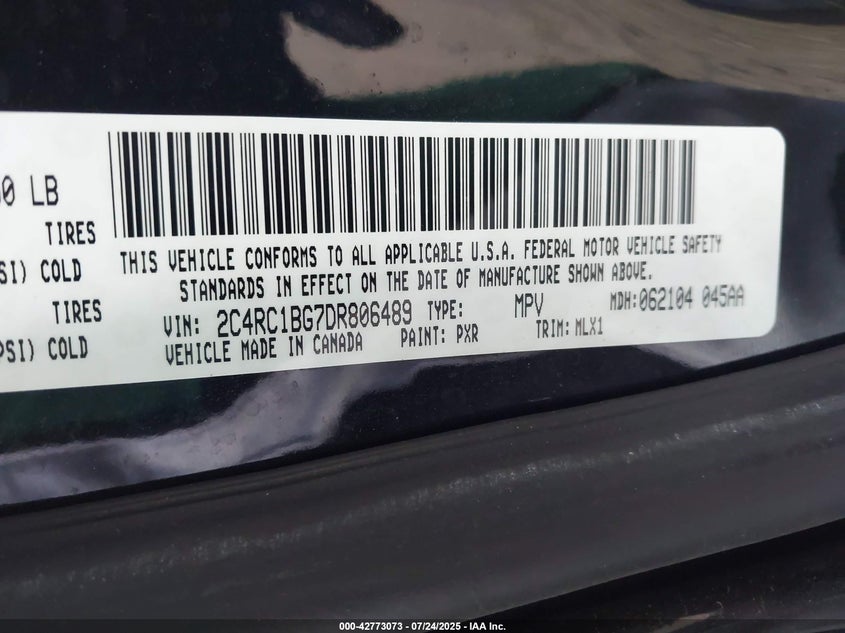 0 LB
TIRES
SI) COLD
TIRES
PSI) COLD
THIS VEHICLE CONFORMS TO ALL APPLICABLE U.S.A. FEDERAL MOTOR VEHICLE SAFETY
STANDARDS IN EFFECT ON THE DATE OF MANUFACTURE SHOWN ABOVE.
VIN: 2C4RC1BG7DR806489 TYPE: MPV MDH:062104 045AA
VEHICLE MADE IN CANADA PAINT: PXR TRIM: MLX1
000-42773073 - 07/24/2025 - IAA Inc.